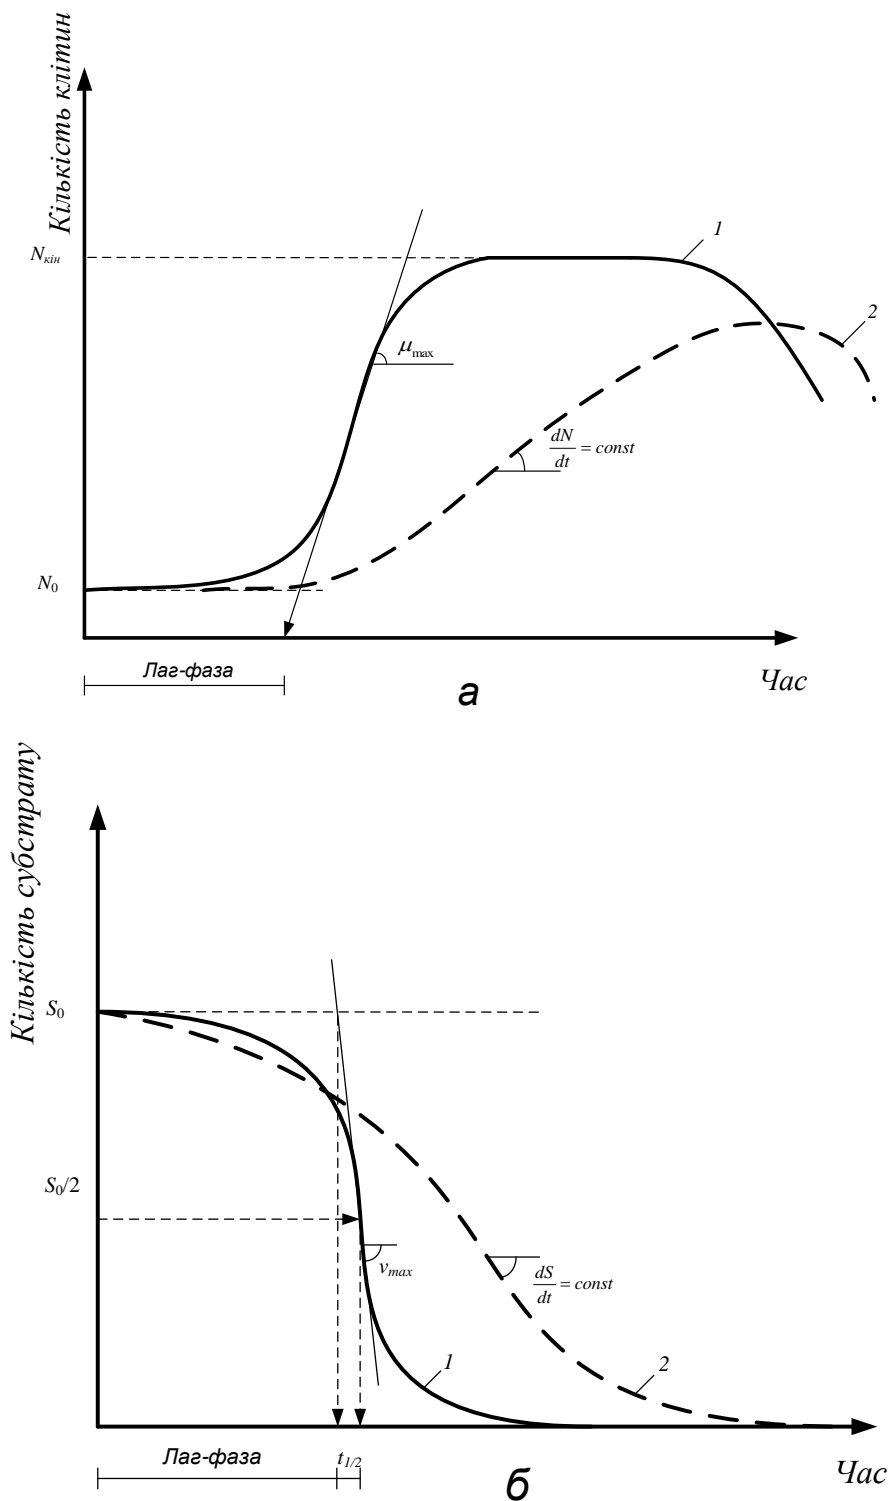 Кількість клітин
N_кін
1
2
μ_max
dN
dt = const
N_0
Лаг-фаза
а
Час
Кількість субстрату
S_0
S_0/2
v_max
dS
dt = const
1
2
Лаг-фаза
t_1/2
б
Час